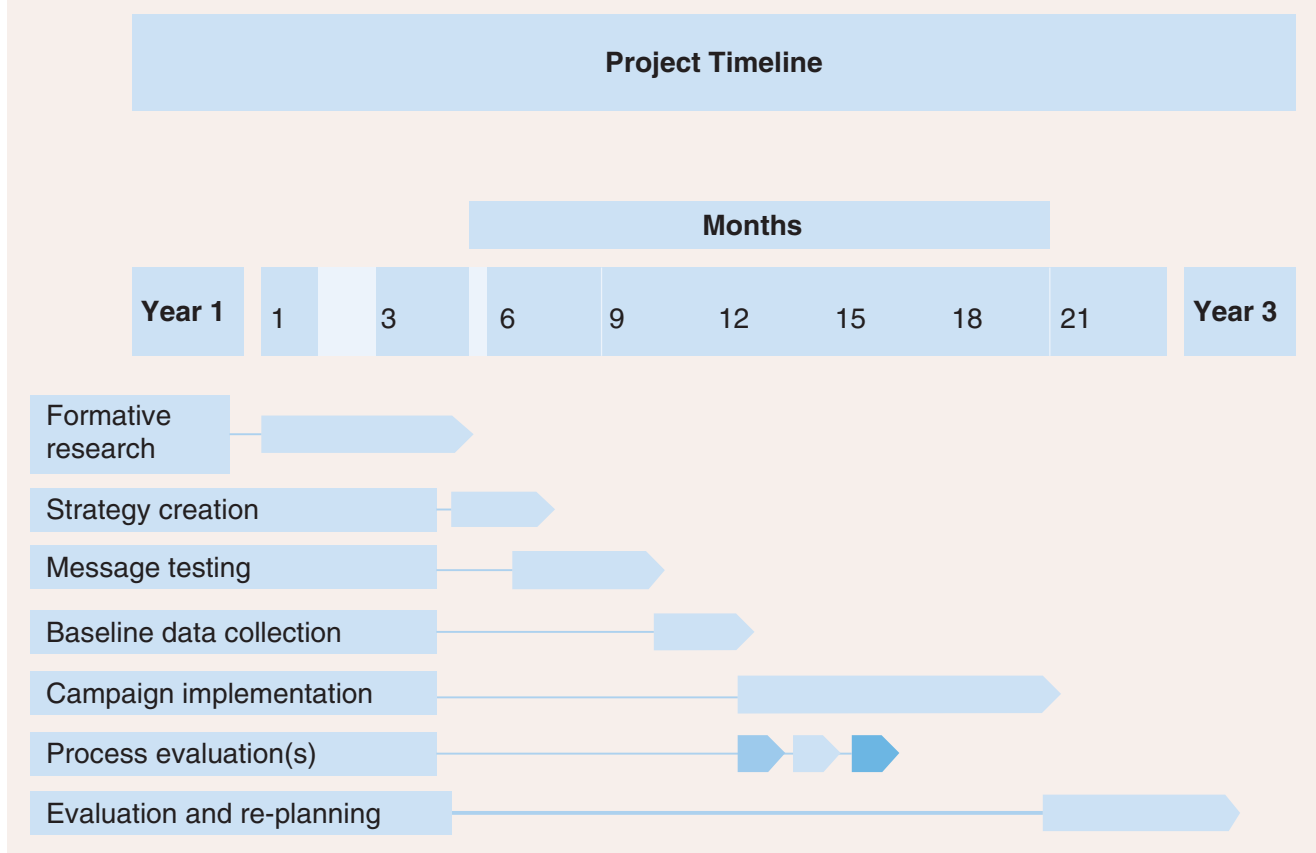 Project Timeline
Months
Year 1 1 3 6 9 12 15 18 21 Year 3
Formative
research
Strategy creation
Message testing
Baseline data collection
Campaign implementation
Process evaluation(s)
Evaluation and re-planning